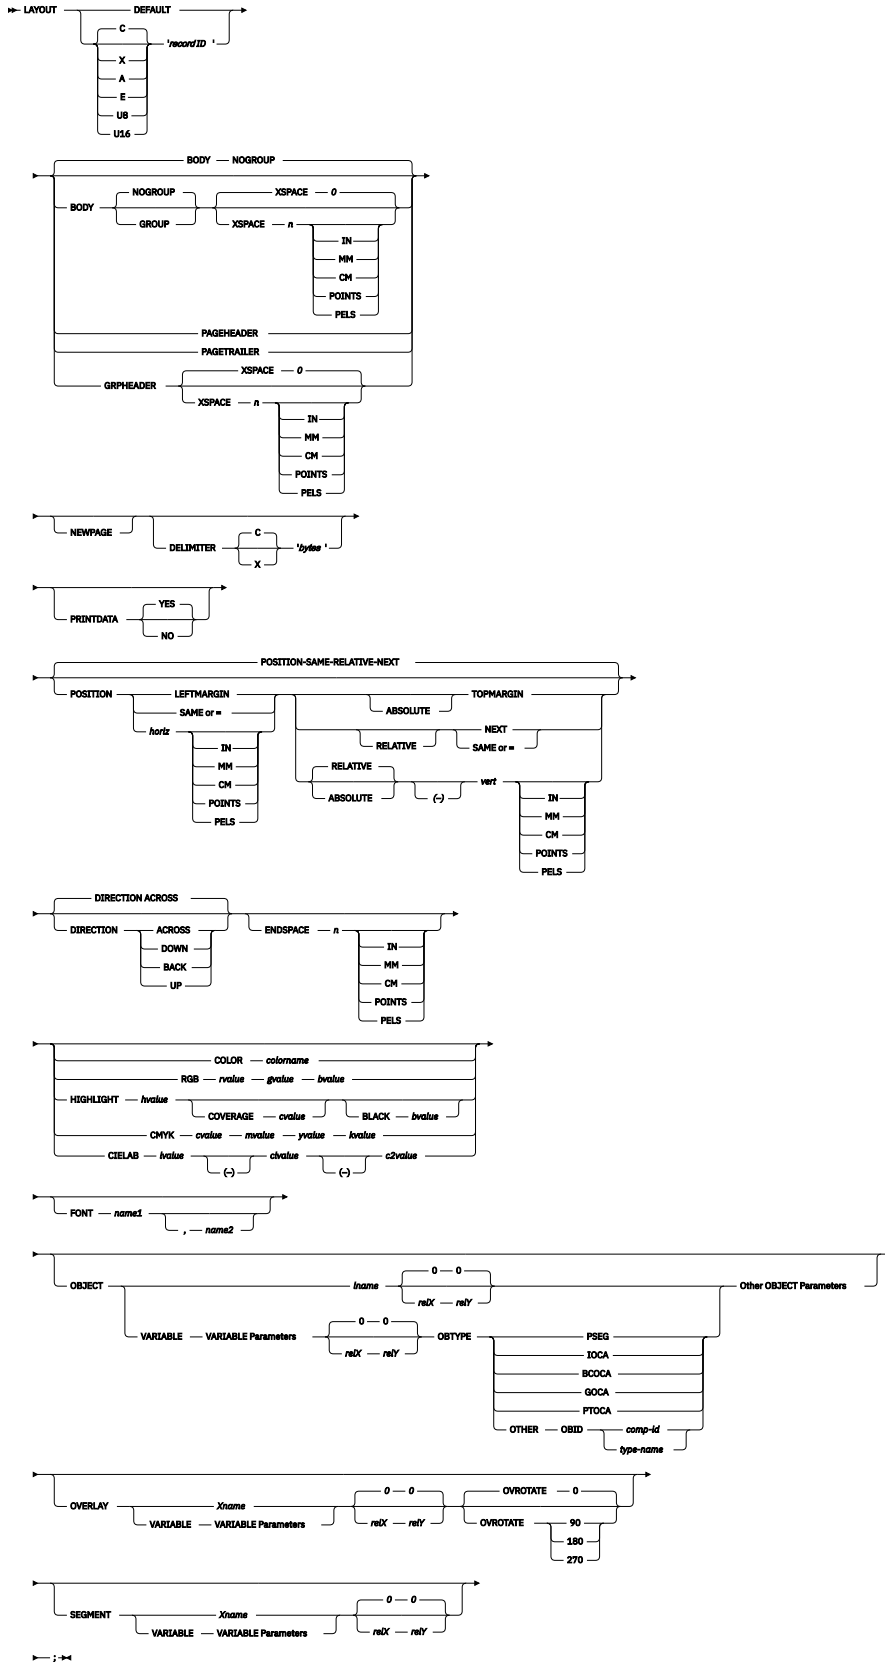 LAYOUT DEFAULT
C
'record ID '
X
A
E
U8
U16
BODY NOGROUP
NOGROUP XSPACE 0
BODY
GROUP XSPACE n
IN
MM
CM
POINTS
PELS
PAGEHEADER
PAGETRAILER
XSPACE 0
GRPHEADER
XSPACE n
IN
MM
CM
POINTS
PELS
NEWPAGE C
DELIMITER 'bytes '
X
YES
PRINTDATA
NO
POSITION-SAME-RELATIVE-NEXT
POSITION LEFTMARGIN TOPMARGIN
SAME or = ABSOLUTE
horiz NEXT
IN RELATIVE SAME or =
MM RELATIVE
CM vert
POINTS ABSOLUTE (–) IN
PELS MM
CM
POINTS
PELS
DIRECTION ACROSS
DIRECTION ACROSS ENDSPACE n
DOWN IN
BACK MM
UP CM
POINTS
PELS
COLOR colorname
RGB rvalue gvalue bvalue
HIGHLIGHT hvalue
COVERAGE cvalue BLACK bvalue
CMYK cvalue mvalue yvalue kvalue
CIELAB lvalue clvalue c2value
(–) (–)
FONT name1
, name2
0 0
OBJECT lname Other OBJECT Parameters
relX relY
0 0
VARIABLE VARIABLE Parameters OBTYPE PSEG
relX relY
IOCA
BCOCA
GOCA
PTOCA
OTHER OBID comp-id
type-name
0 0 OVROTATE 0
OVERLAY Xname
VARIABLE VARIABLE Parameters relX relY OVROTATE 90
180
270
0 0
SEGMENT Xname
VARIABLE VARIABLE Parameters relX relY
;